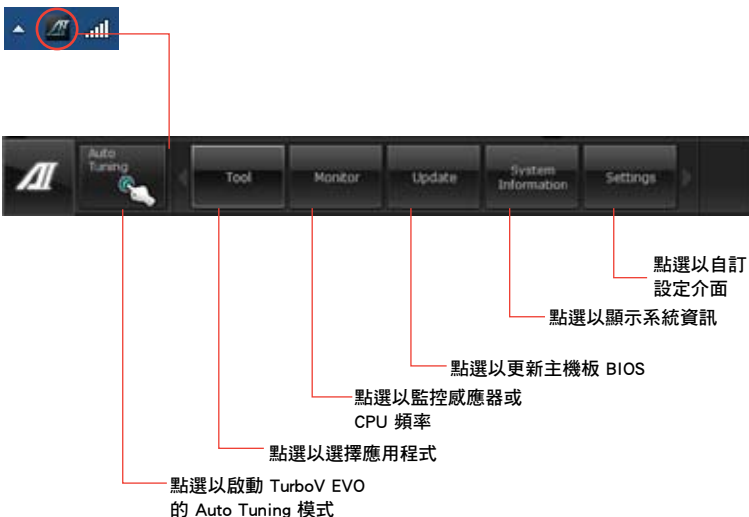 Auto
Tuning
Tool
Monitor
Update
System
Information
Settings
點選以自訂
設定介面
點選以顯示系統資訊
點選以更新主機板 BIOS
點選以監控感應器或
CPU 頻率
點選以選擇應用程式
點選以啟動 TurboV EVO
的 Auto Tuning 模式